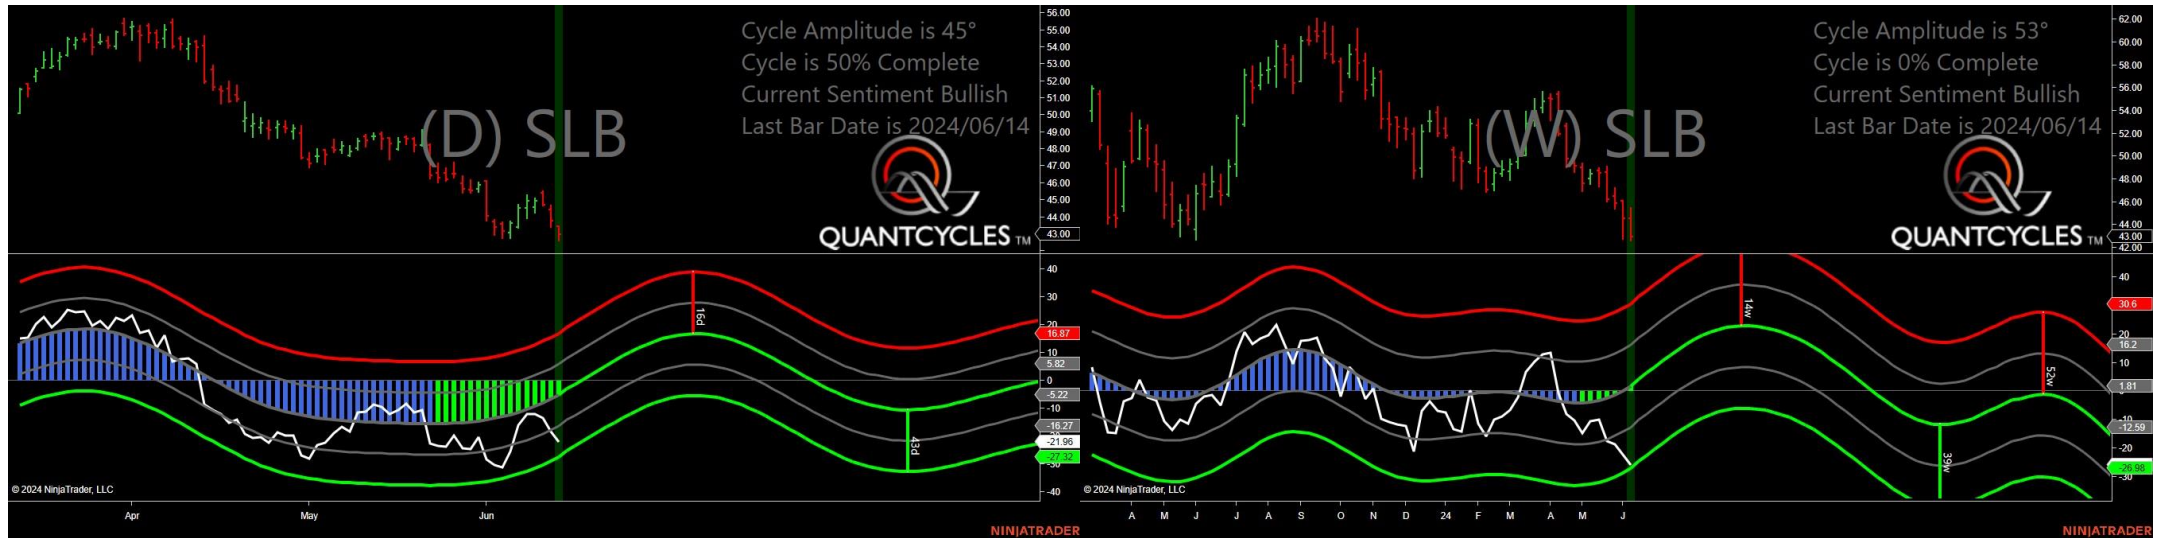 Cycle Amplitude is 45°
Cycle is 50% Complete
Current Sentiment Bullish
Last Bar Date is 2024/06/14
(D) SLB
QUANTCYCLES TM
56.00
55.00
54.00
53.00
52.00
51.00
50.00
49.00
48.00
47.00
46.00
45.00
44.00
43.00
40
30
20
16.87
10
5.82
0
-5.22
-10
-16.27
-21.96
-27.32
-30
-40
16d
43d
© 2024 NinjaTrader, LLC
Apr
May
Jun
NINJATRADER
Cycle Amplitude is 53°
Cycle is 0% Complete
Current Sentiment Bullish
Last Bar Date is 2024/06/14
(W) SLB
QUANTCYCLES TM
62.00
60.00
58.00
56.00
54.00
52.00
50.00
48.00
46.00
44.00
43.00
42.00
40
30.6
20
16.2
10
1.81
-10
-12.59
-20
-26.98
-30
14w
39w
52w
© 2024 NinjaTrader, LLC
A M J J A S O N D 24 F M A M J
NINJATRADER